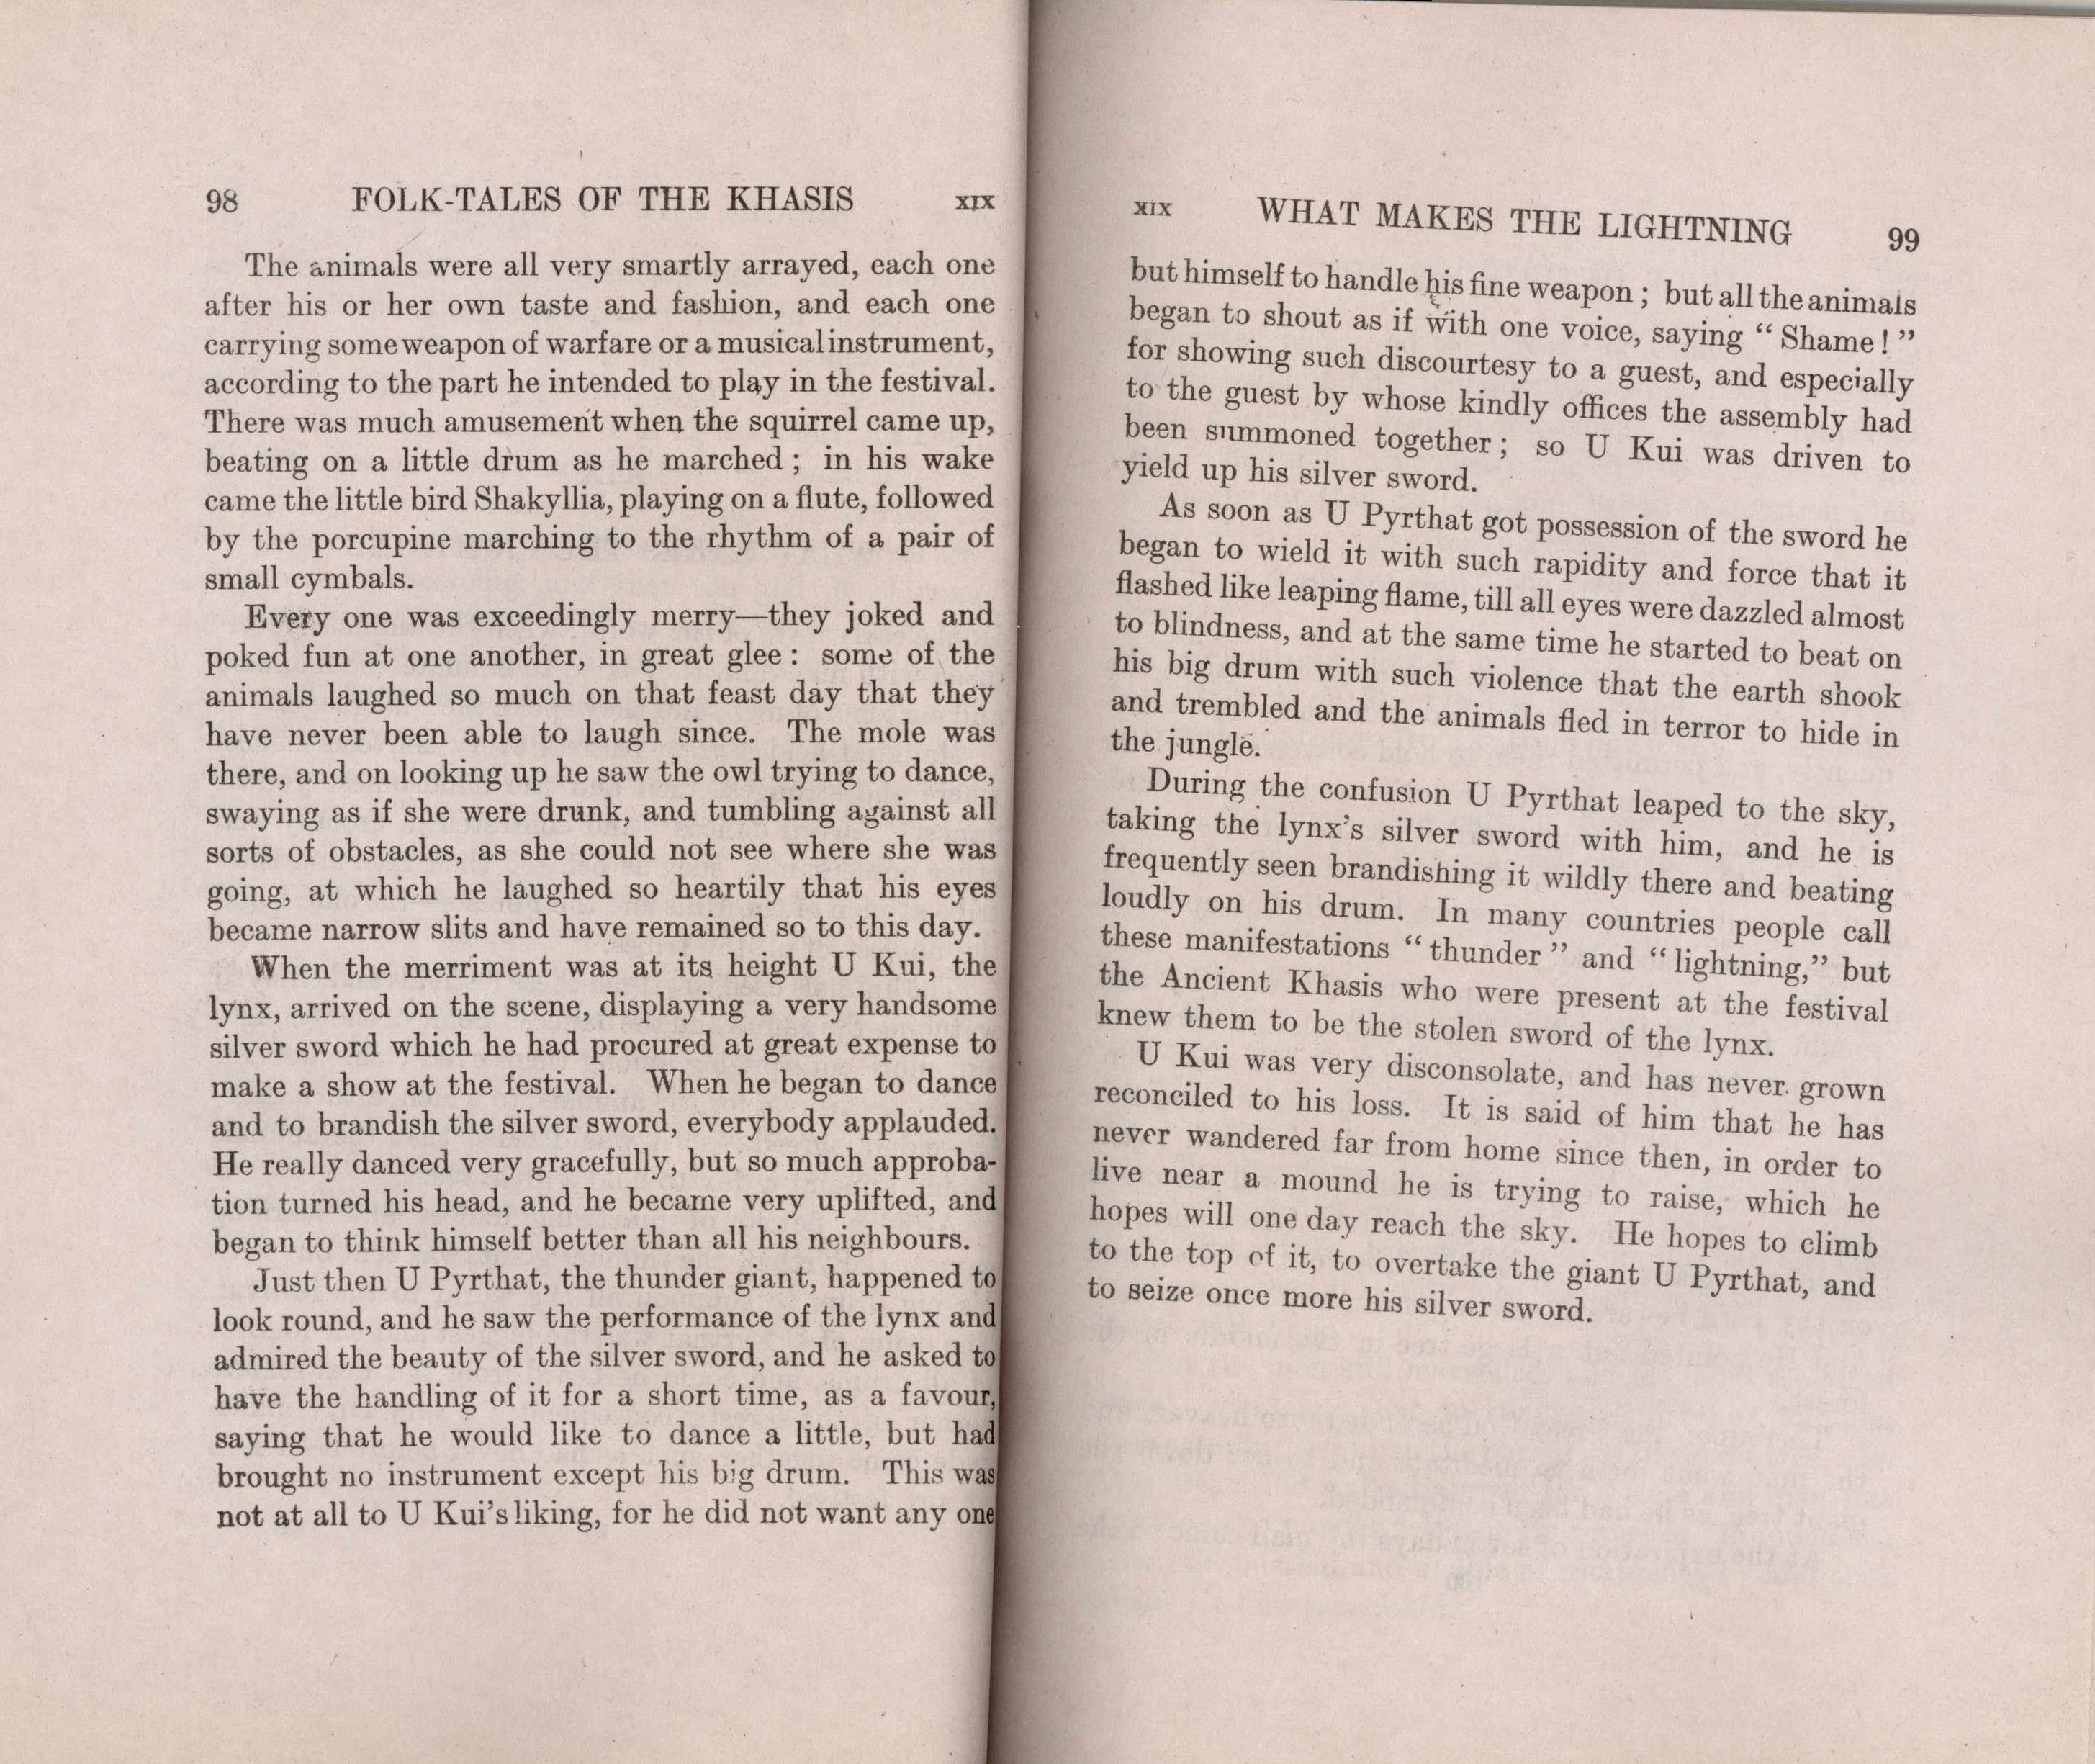 98 FOLK-TALES OF THE KHASIS XIX
The animals were all very smartly arrayed, each one
after his or her own taste and fashion, and each one
carrying some weapon of warfare or a musical instrument,
according to the part he intended to play in the festival.
There was much amusement when the squirrel came up,
beating on a little drum as he marched ; in his wake
came the little bird Shakyllia, playing on a flute, followed
by the porcupine marching to the rhythm of a pair of
small cymbals.
Every one was exceedingly merry—they joked and
poked fun at one another, in great glee : some of the
animals laughed so much on that feast day that they
have never been able to laugh since. The mole was
there, and on looking up he saw the owl trying to dance,
swaying as if she were drunk, and tumbling against all
sorts of obstacles, as she could not see where she was
going, at which he laughed so heartily that his eyes
became narrow slits and have remained so to this day.
When the merriment was at its height U Kui, the
lynx, arrived on the scene, displaying a very handsome
silver sword which he had procured at great expense to
make a show at the festival. When he began to dance
and to brandish the silver sword, everybody applauded.
He really danced very gracefully, but so much approba-
tion turned his head, and he became very uplifted, and
began to think himself better than all his neighbours.
Just then U Pyrthat, the thunder giant, happened to
look round, and he saw the performance of the lynx and
admired the beauty of the silver sword, and he asked to
have the handling of it for a short time, as a favour,
saying that he would like to dance a little, but had
brought no instrument except his big drum. This was
not at all to U Kui's liking, for he did not want any one
XIX WHAT MAKES THE LIGHTNING 99
but himself to handle his fine weapon ; but all the animals
began to shout as if with one voice, saying “ Shame ! ”
for showing such discourtesy to a guest, and especially
to the guest by whose kindly offices the assembly had
been summoned together ; so U Kui was driven to
yield up his silver sword.
As soon as U Pyrthat got possession of the sword he
began to wield it with such rapidity and force that it
flashed like leaping flame, till all eyes were dazzled almost
to blindness, and at the same time he started to beat on
his big drum with such violence that the earth shook
and trembled and the animals fled in terror to hide in
the jungle.
During the confusion U Pyrthat leaped to the sky,
taking the lynx's silver sword with him, and he is
frequently seen brandishing it wildly there and beating
loudly on his drum. In many countries people call
these manifestations “ thunder ” and “ lightning,” but
the Ancient Khasis who were present at the festival
knew them to be the stolen sword of the lynx.
U Kui was very disconsolate, and has never grown
reconciled to his loss. It is said of him that he has
never wandered far from home since then, in order to
live near a mound he is trying to raise, which he
hopes will one day reach the sky. He hopes to climb
to the top of it, to overtake the giant U Pyrthat, and
to seize once more his silver sword.